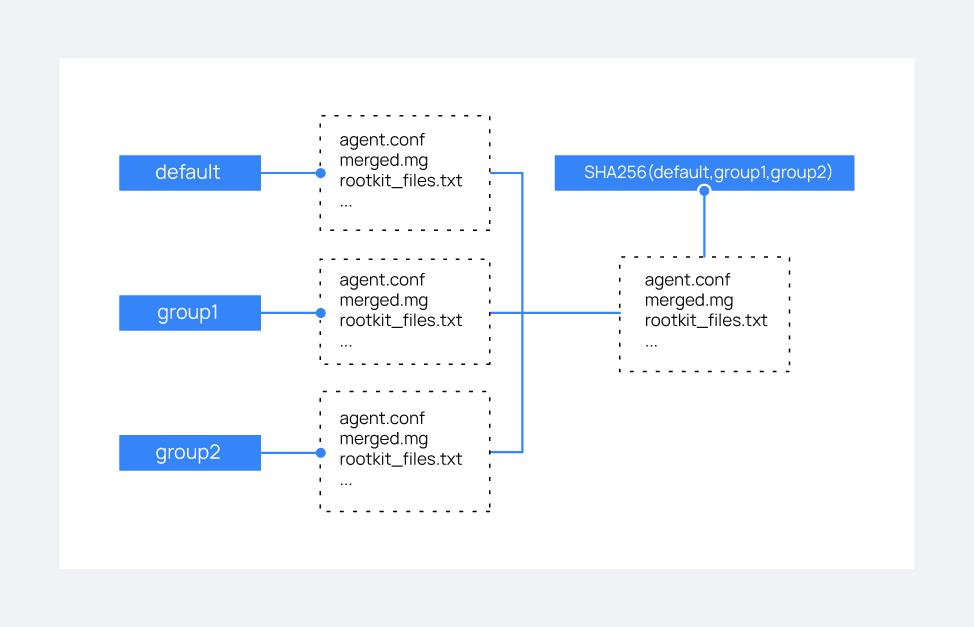 default
agent.conf
merged.mg
rootkit_files.txt
...
group1
agent.conf
merged.mg
rootkit_files.txt
...
group2
agent.conf
merged.mg
rootkit_files.txt
...
SHA256(default,group1,group2)
agent.conf
merged.mg
rootkit_files.txt
...